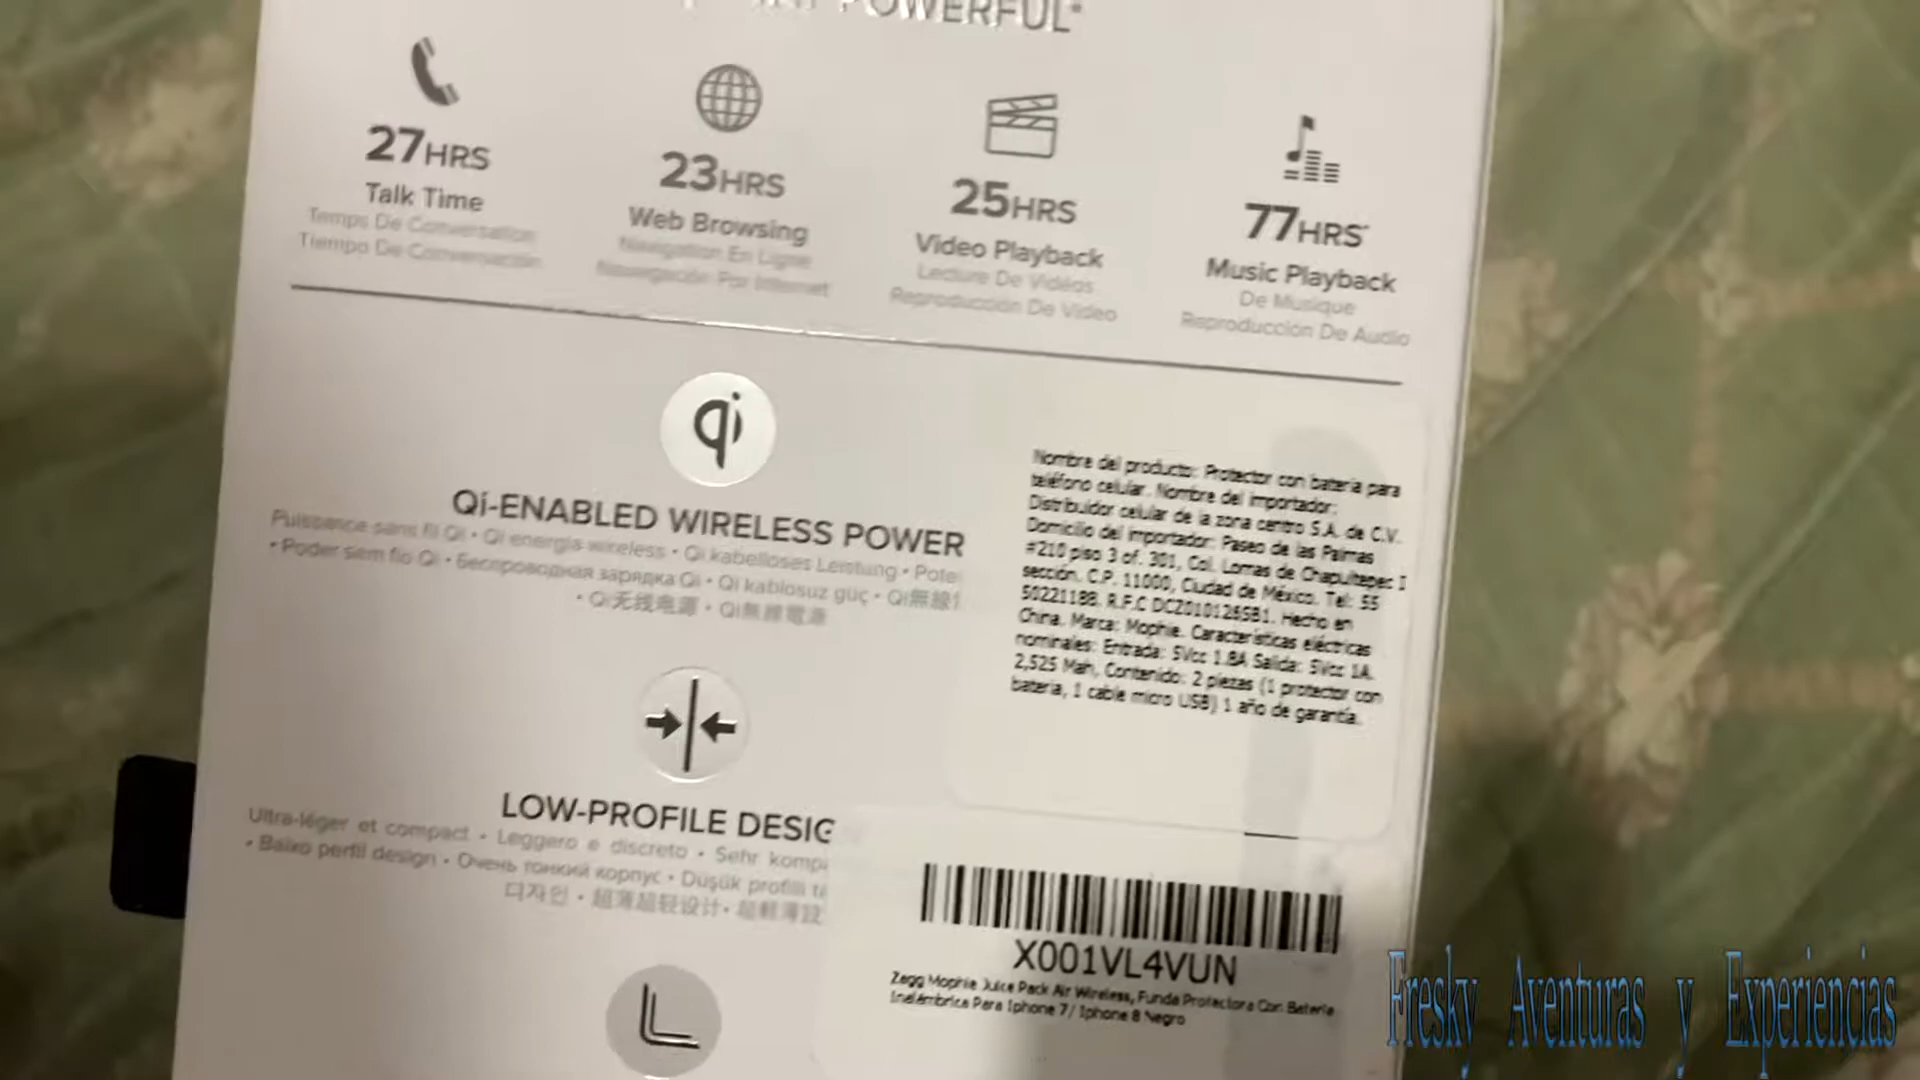 POWERFUL*
27HRS
Talk Time
Temps De Conversation
Tiempo De Conversación
23HRS
Web Browsing
Navigation En Ligne
Navegación Por Internet
25HRS
Video Playback
Lecture De Vidéos
Reproducción De Video
77HRS*
Music Playback
De Musique
Reproducción De Audio
Qi
Qi-ENABLED WIRELESS POWER
Puissance sans fil Qi • Qi energia wireless • Qi kabelloses Leistung • Pote
• Poder sem fio Qi • беспроводная зарядка Qi • Qi kablosuz güç • Qi無線
• Qi无线电源 • Qi無線電源
LOW-PROFILE DESIG
Ultra-léger et compact • Leggero e discreto • Sehr komp
• Baixo perfil design • Очень тонкий корпус • Düşük profilli t
디자인 • 超薄超轻设计 • 超輕薄設
Nombre del producto: Protector con batería para
teléfono celular. Nombre del importador:
Distribuidor celular de la zona centro S.A. de C.V.
Domicilio del importador: Paseo de las Palmas
#210 piso 3 of. 301, Col. Lomas de Chapultepec I
sección. C.P. 11000, Ciudad de México. Tel: 55
50221188. R.F.C DCZ010126SB1. Hecho en
China. Marca: Mophie. Características eléctricas
nominales: Entrada: 5Vcc 1.8A Salida: 5Vcc 1A.
2,525 Mah, Contenido: 2 piezas (1 protector con
batería, 1 cable micro USB) 1 año de garantía.
X001VL4VUN
Zagg Mophie Juice Pack Air Wireless, Funda Protectora Con Bateria
Inalámbrica Para Iphone 7/ Iphone 8 Negro
Fresky Aventuras y Experiencias